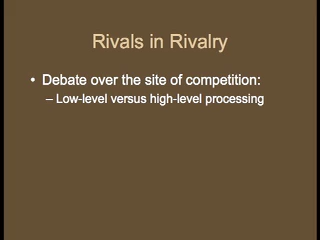 Rivals in Rivalry
• Debate over the site of competition:
– Low-level versus high-level processing